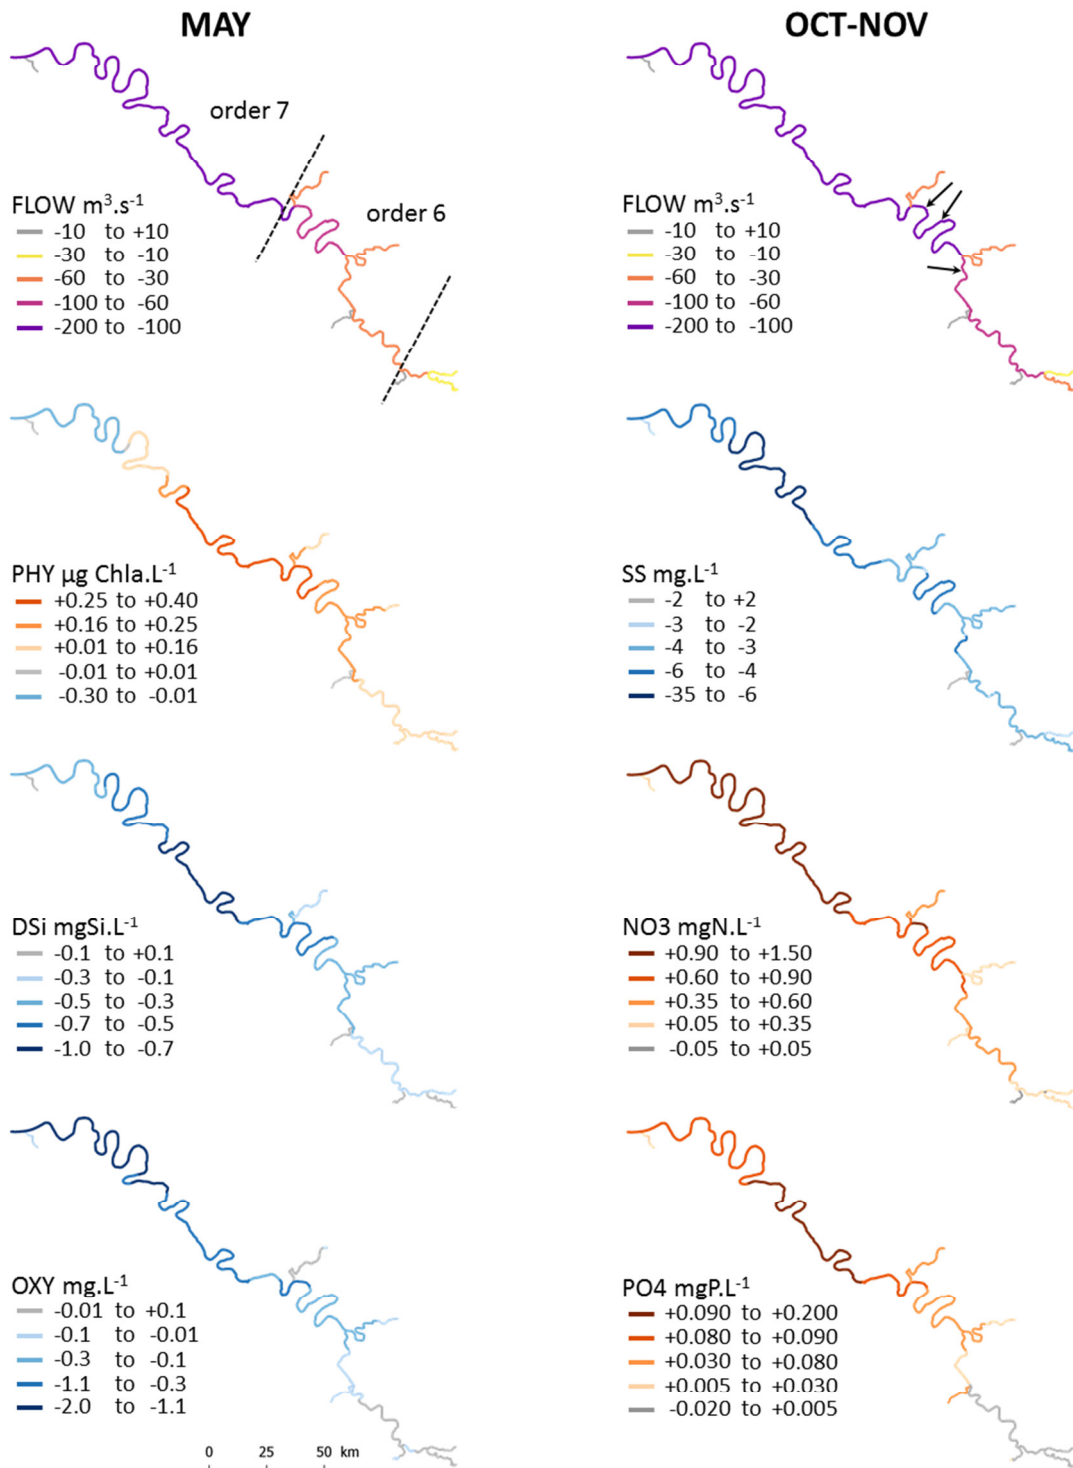 MAY
OCT-NOV
order 7
order 6
FLOW m³.s⁻¹
-10 to +10
-30 to -10
-60 to -30
-100 to -60
-200 to -100
FLOW m³.s⁻¹
-10 to +10
-30 to -10
-60 to -30
-100 to -60
-200 to -100
PHY µg Chla.L⁻¹
+0.25 to +0.40
+0.16 to +0.25
+0.01 to +0.16
-0.01 to +0.01
-0.30 to -0.01
SS mg.L⁻¹
-2 to +2
-3 to -2
-4 to -3
-6 to -4
-35 to -6
DSi mgSi.L⁻¹
-0.1 to +0.1
-0.3 to -0.1
-0.5 to -0.3
-0.7 to -0.5
-1.0 to -0.7
NO3 mgN.L⁻¹
+0.90 to +1.50
+0.60 to +0.90
+0.35 to +0.60
+0.05 to +0.35
-0.05 to +0.05
OXY mg.L⁻¹
-0.01 to +0.1
-0.1 to -0.01
-0.3 to -0.1
-1.1 to -0.3
-2.0 to -1.1
PO4 mgP.L⁻¹
+0.090 to +0.200
+0.080 to +0.090
+0.030 to +0.080
+0.005 to +0.030
-0.020 to +0.005
0 25 50 km